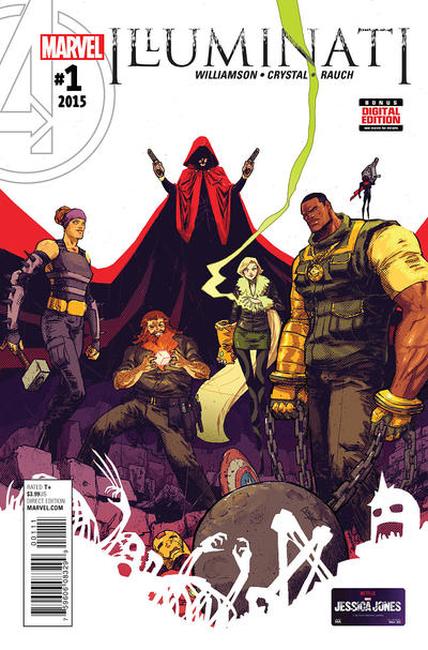 MARVEL
ILLUMINATI
#1
2015
WILLIAMSON • CRYSTAL • RAUCH
BONUS
DIGITAL
EDITION
RATED T+
$3.99US
DIRECT EDITION
MARVEL.COM
00111
NETFLIX
JESSICA JONES